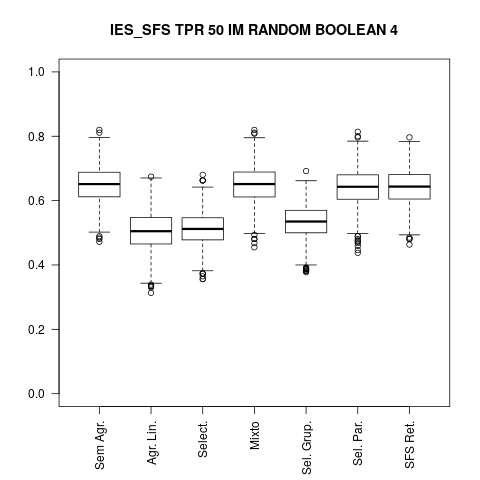 IES_SFS TPR 50 IM RANDOM BOOLEAN 4
1.0
0.8
0.6
0.4
0.2
0.0
Sem Agr.
Agr. Lin.
Select.
Mixto
Sel. Grup.
Sel. Par.
SFS Ret.